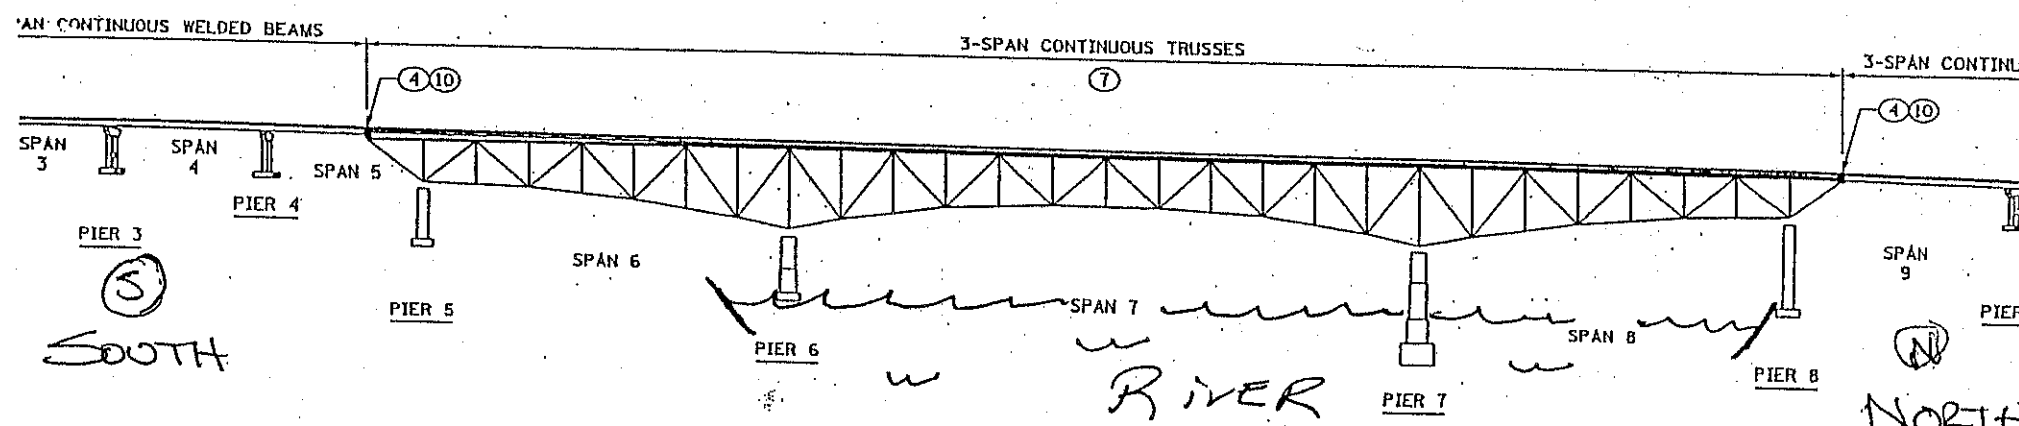 'AN CONTINUOUS WELDED BEAMS
3-SPAN CONTINUOUS TRUSSES
3-SPAN CONTINU
4 10
7
4 10
SPAN 3
SPAN 4
SPAN 5
PIER 4
PIER 3
SPAN 6
SPAN 9
S
PIER 5
SPAN 7
SPAN 8
PIER
SOUTH
PIER 6
N
PIER 8
RIVER
PIER 7
NORTH